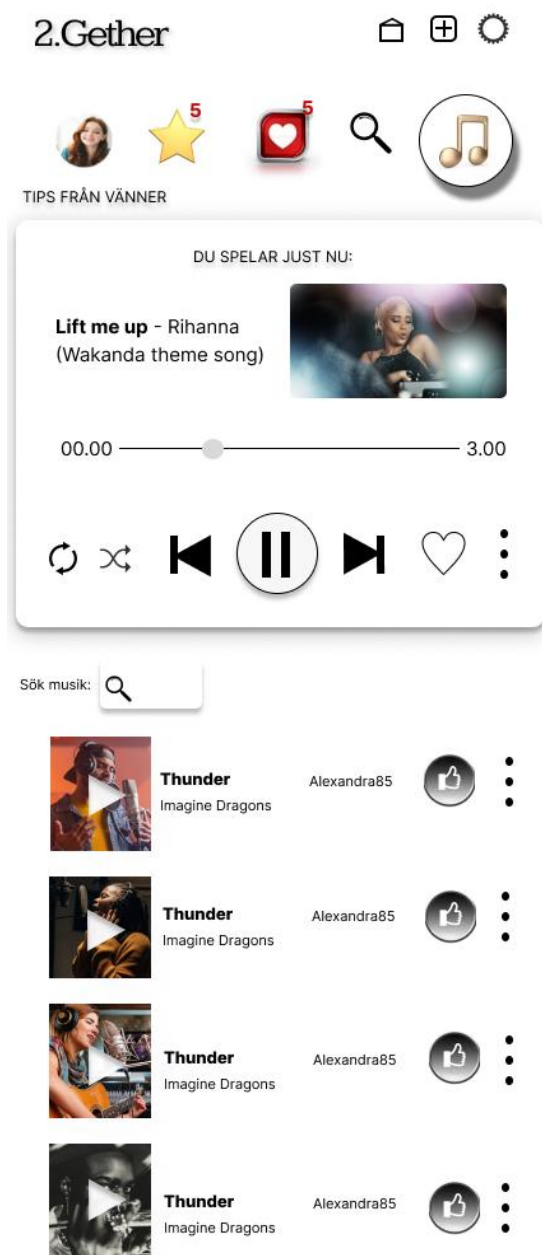 2.Gether
5
5
TIPS FRÅN VÄNNER
DU SPELAR JUST NU:
Lift me up - Rihanna
(Wakanda theme song)
00.00
3.00
Sök musik:
Thunder
Imagine Dragons
Alexandra85
Thunder
Imagine Dragons
Alexandra85
Thunder
Imagine Dragons
Alexandra85
Thunder
Imagine Dragons
Alexandra85